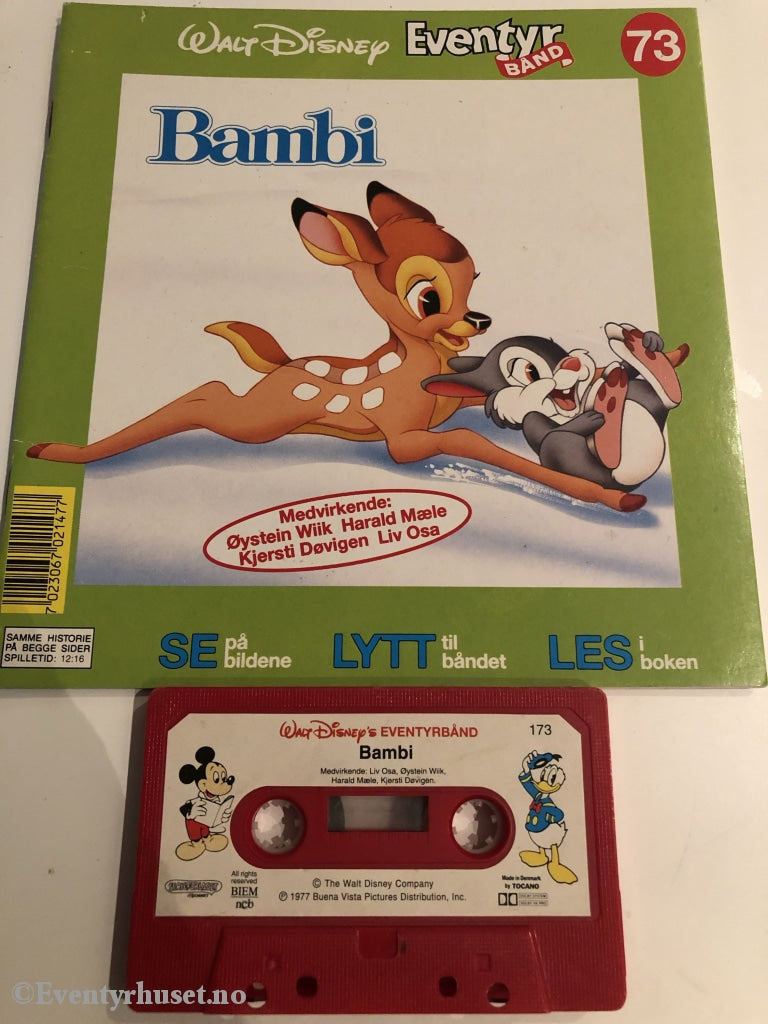 WALT DISNEY Eventyr BÅND 73
Bambi
Medvirkende:
Øystein Wiik Harald Mæle
Kjersti Døvigen Liv Osa
7 023067 021477
SAMME HISTORIE
PÅ BEGGE SIDER
SPILLETID: 12:16
SE på bildene LYTT til båndet LES i boken
WALT DISNEY'S EVENTYRBÅND 173
Bambi
Medvirkende: Liv Osa, Øystein Wiik,
Harald Mæle, Kjersti Døvigen.
All rights
reserved
BIEM
ncb
© The Walt Disney Company
℗ 1977 Buena Vista Pictures Distribution, Inc.
Made in Denmark
by TOCANO
©Eventyrhuset.no